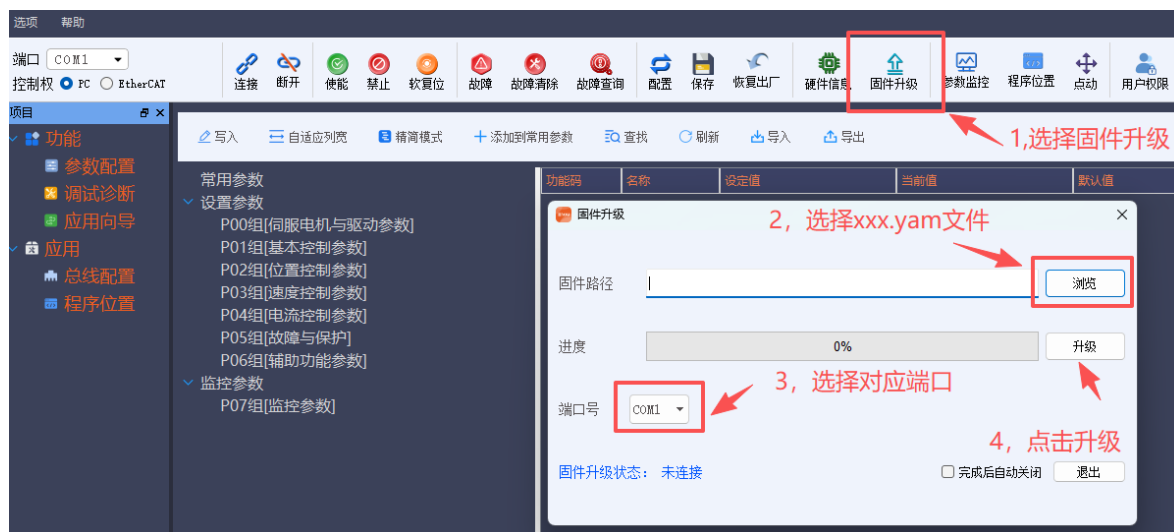 选项 帮助
端口 COM1
控制权 PC EtherCAT
连接 断开 使能 禁止 软复位 故障 故障清除 故障查询 配置 保存 恢复出厂 硬件信息 固件升级 参数监控 程序位置 点动 用户权限
1,选择固件升级
项目
功能
参数配置
调试诊断
应用向导
应用
总线配置
程序位置
写入 自适应列宽 精简模式 添加到常用参数 查找 刷新 导入 导出
常用参数
设置参数
P00组[伺服电机与驱动参数]
P01组[基本控制参数]
P02组[位置控制参数]
P03组[速度控制参数]
P04组[电流控制参数]
P05组[故障与保护]
P06组[辅助功能参数]
监控参数
P07组[监控参数]
功能码 名称 设定值 当前值 默认值
固件升级
2，选择xxx.yam文件
固件路径 浏览
进度 0% 升级
3，选择对应端口
端口号 COM1
4，点击升级
固件升级状态： 未连接 完成后自动关闭 退出